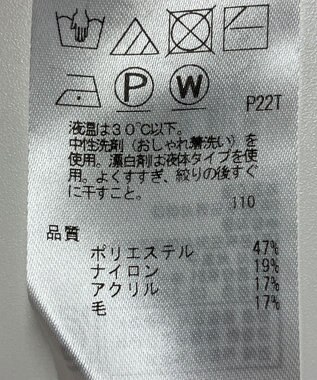 P W
P22T
液温は30℃以下。
中性洗剤(おしゃれ着洗い)を
使用。漂白剤は液体タイプを使
用。よくすすぎ、絞りの後すぐ
に干すこと。
J10
品質
ポリエステル 47%
ナイロン 19%
アクリル 17%
毛 17%